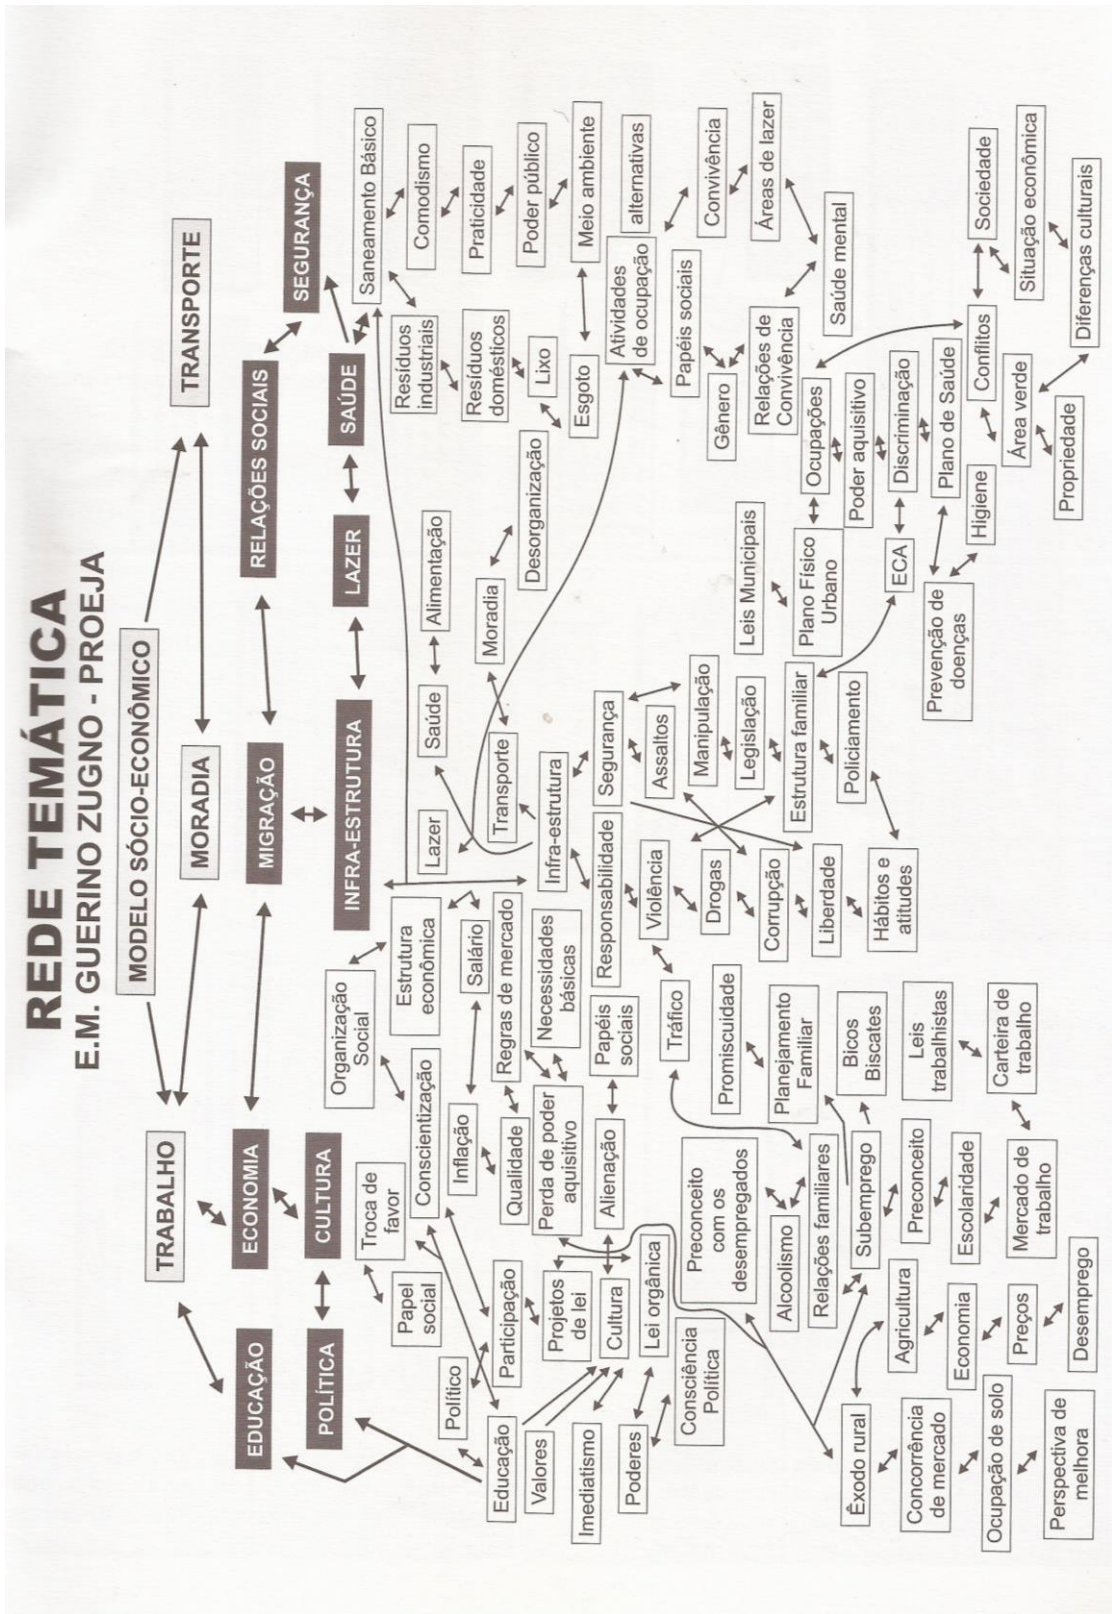 REDE TEMÁTICA
E.M. GUERINO ZUGNO - PROEJA
MODELO SÓCIO-ECONÔMICO
TRABALHO
MORADIA
TRANSPORTE
EDUCAÇÃO
ECONOMIA
MIGRAÇÃO
RELAÇÕES SOCIAIS
SEGURANÇA
POLÍTICA
CULTURA
INFRA-ESTRUTURA
LAZER
SAÚDE
Organização
Social
Saneamento Básico
Troca de
favor
Papel
social
Estrutura
econômica
Resíduos
industriais
Comodismo
Conscientização
Lazer
Saúde
Alimentação
Político
Inflação
Salário
Resíduos
domésticos
Praticidade
Educação
Participação
Qualidade
Regras de mercado
Transporte
Moradia
Desorganização
Lixo
Poder público
Valores
Projetos
de lei
Perda de poder
aquisitivo
Necessidades
básicas
Infra-estrutura
Esgoto
Meio ambiente
Imediatismo
Cultura
Alienação
Papéis
sociais
Responsabilidade
Segurança
Atividades
de ocupação
alternativas
Poderes
Lei orgânica
Tráfico
Violência
Assaltos
Papéis sociais
Convivência
Consciência
Política
Preconceito
com os
desempregados
Promiscuidade
Drogas
Manipulação
Gênero
Áreas de lazer
Alcoolismo
Planejamento
Familiar
Corrupção
Legislação
Leis Municipais
Relações de
Convivência
Saúde mental
Relações familiares
Liberdade
Estrutura familiar
Plano Físico
Urbano
Ocupações
Êxodo rural
Subemprego
Bicos
Biscates
Hábitos e
atitudes
Policiamento
Poder aquisitivo
Agricultura
Preconceito
Leis
trabalhistas
ECA
Discriminação
Concorrência
de mercado
Economia
Escolaridade
Prevenção de
doenças
Plano de Saúde
Ocupação de solo
Preços
Mercado de
trabalho
Carteira de
trabalho
Higiene
Conflitos
Sociedade
Perspectiva de
melhora
Desemprego
Área verde
Situação econômica
Propriedade
Diferenças culturais